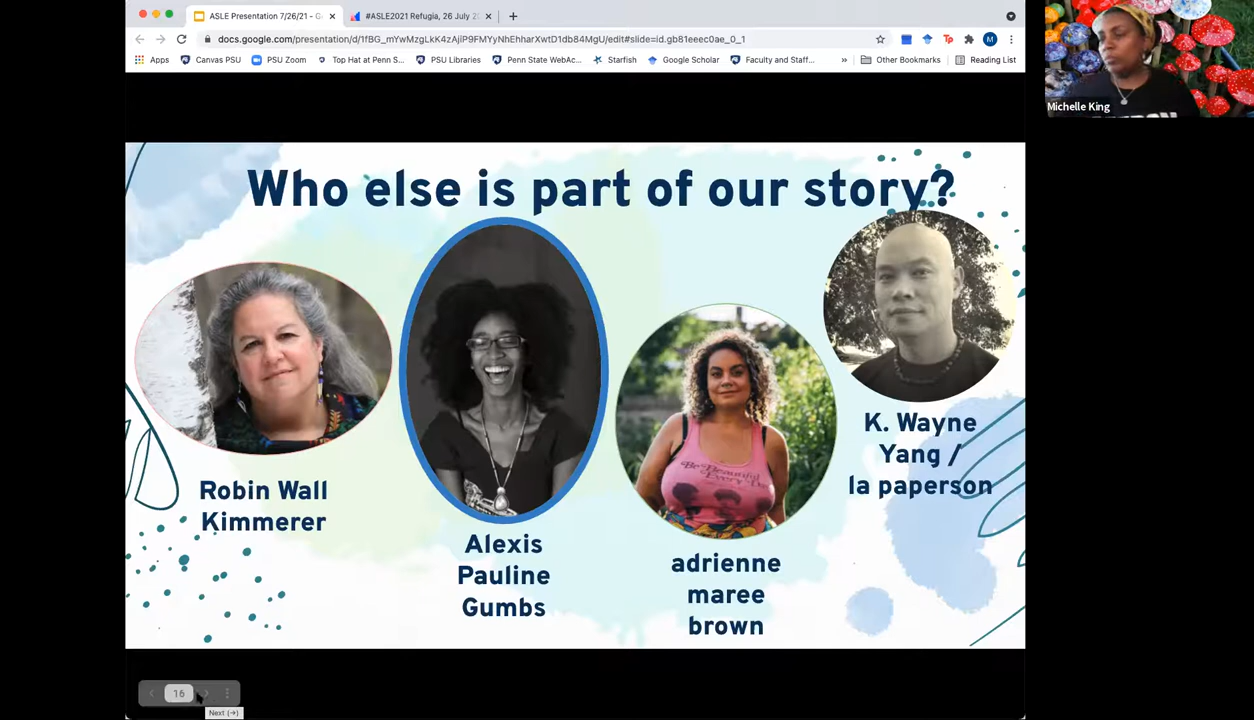 ASLE Presentation 7/26/21 - G
#ASLE2021 Refugia, 26 July 20
docs.google.com/presentation/d/1fBG_mYwMzgLkK4zAjlP9FMYyNhEhharXwtD1db84MgU/edit#slide=id.gb81eeec0ae_0_1
M
Apps
Canvas PSU
PSU Zoom
Top Hat at Penn S...
PSU Libraries
Penn State WebAc...
Starfish
Google Scholar
Faculty and Staff...
»
Other Bookmarks
Reading List
Michelle King
Who else is part of our story?
Robin Wall
Kimmerer
Alexis
Pauline
Gumbs
adrienne
maree
brown
K. Wayne
Yang /
la paperson
16
Next (→)